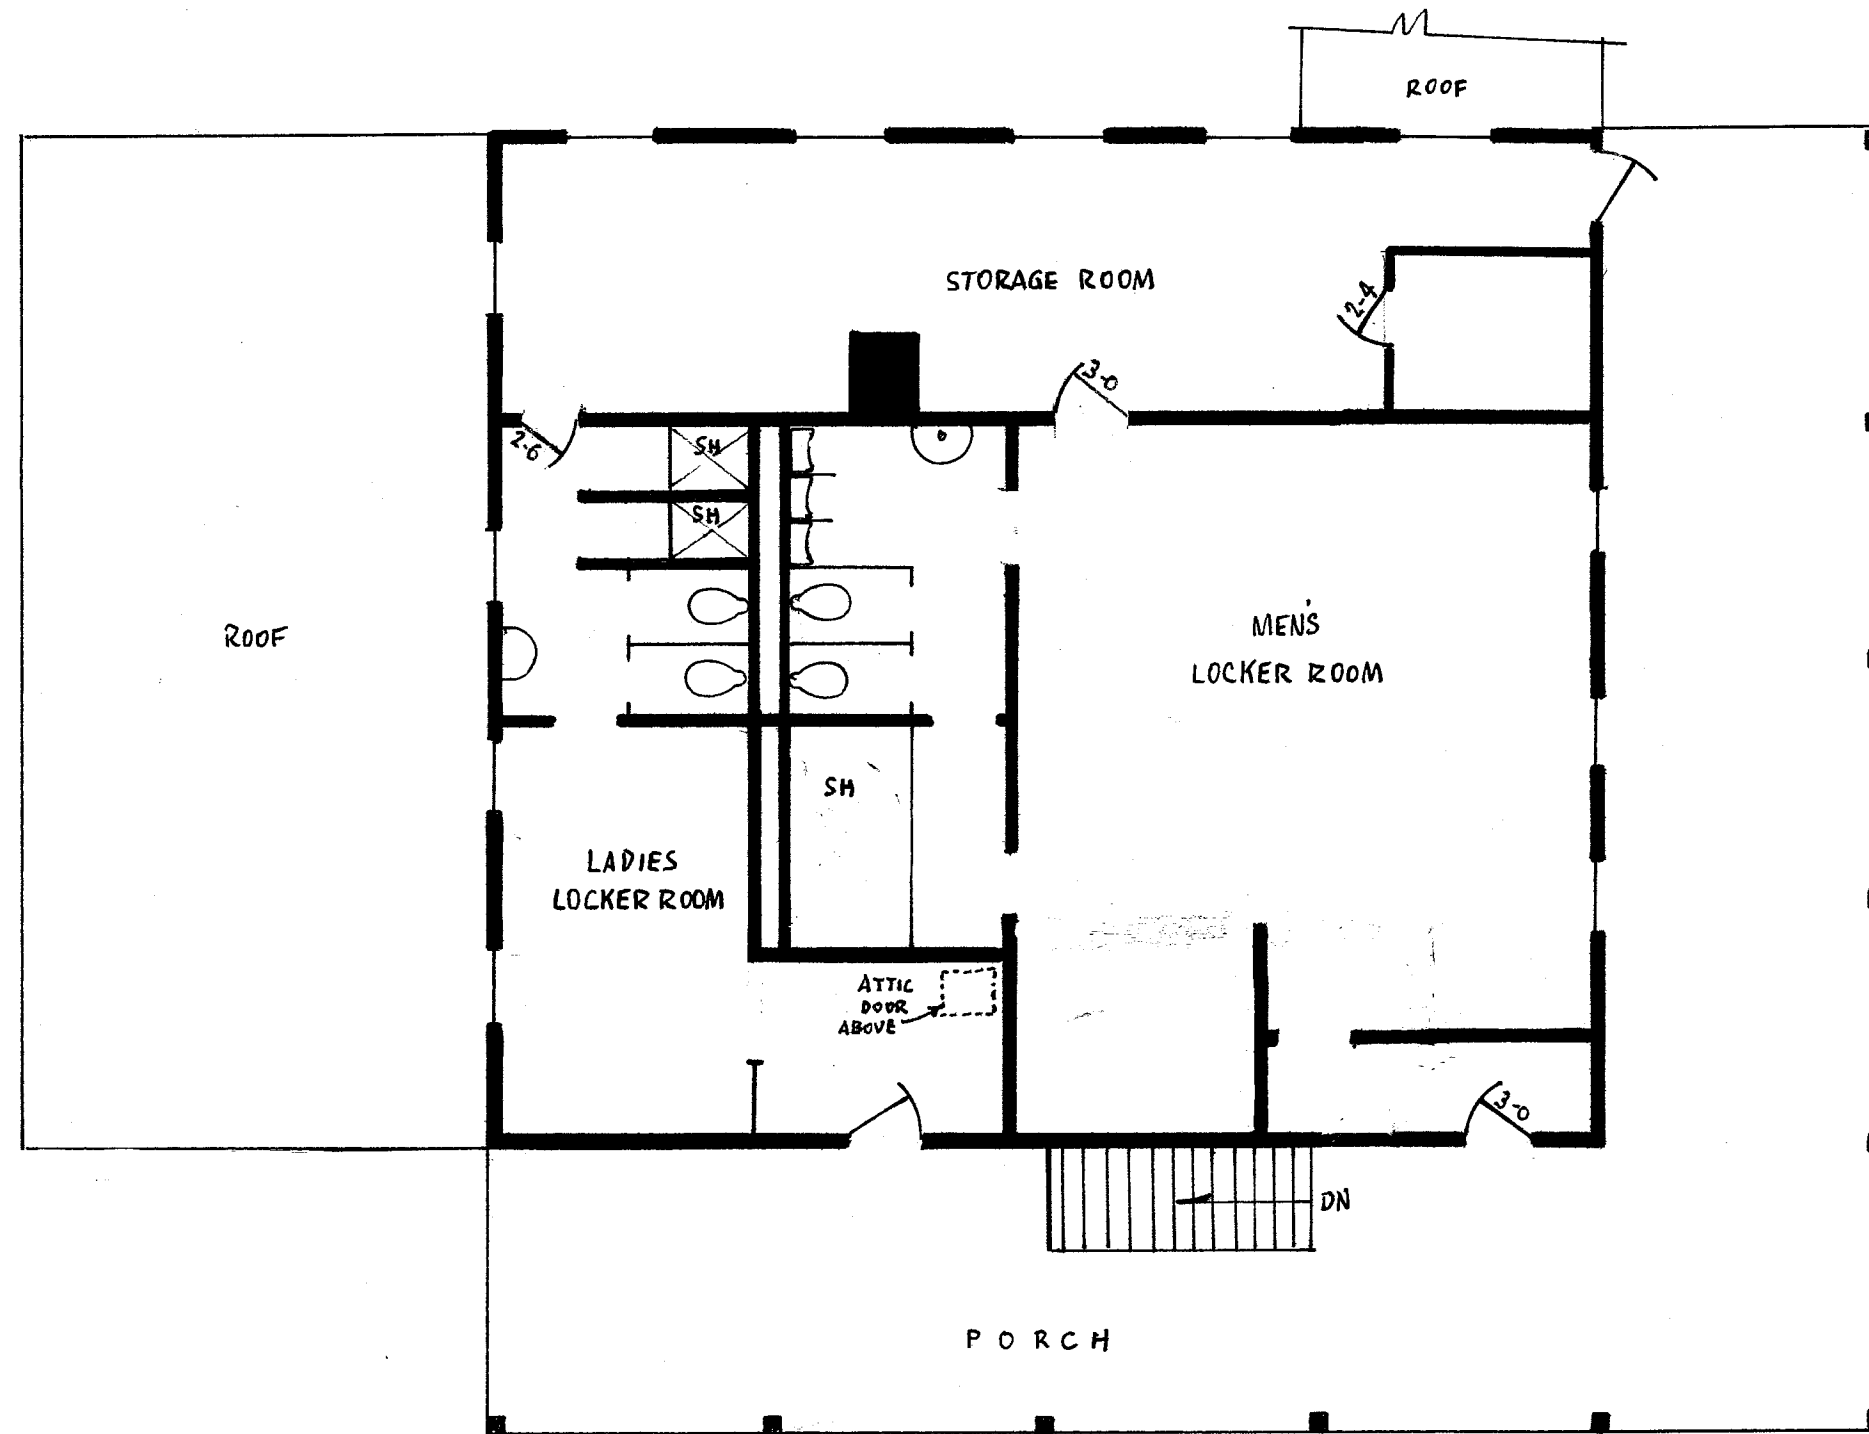 ROOF
STORAGE ROOM
2-4
3-0
2-6
SH
SH
ROOF
MEN'S
LOCKER ROOM
SH
LADIES
LOCKER ROOM
ATTIC
DOOR
ABOVE
3-0
DN
PORCH